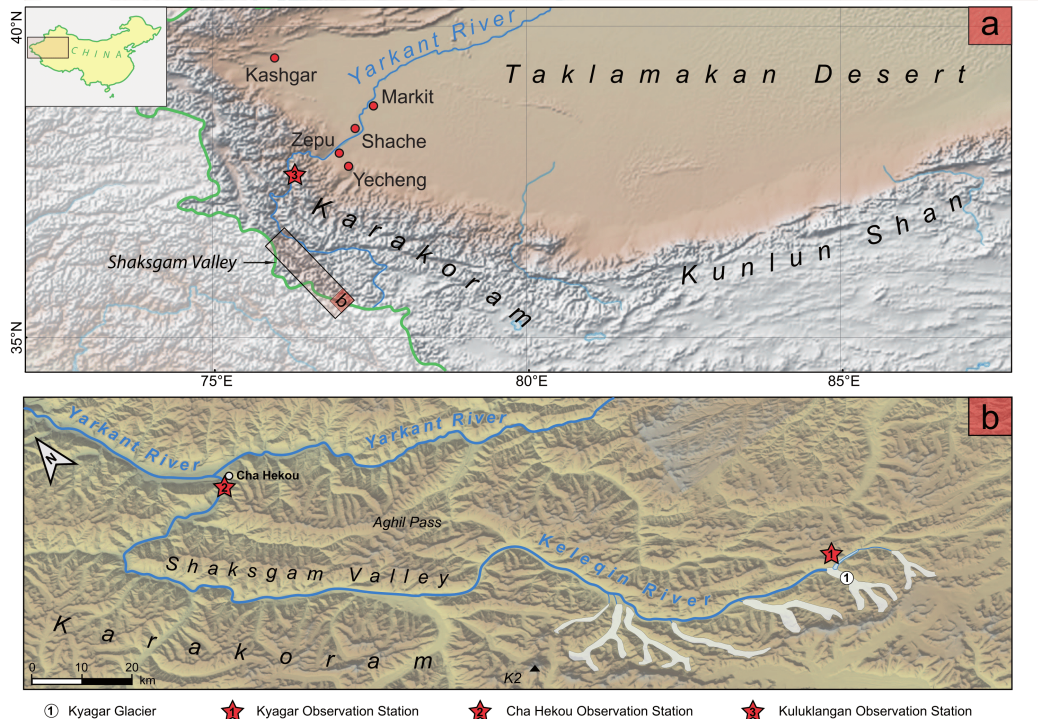 40°N
35°N
CHINA
a
Yarkant River
Taklamakan Desert
Kashgar
Markit
Zepu
Shache
Yecheng
3
Karakoram
Kunlun Shan
Shaksgam Valley
b
75°E
80°E
85°E
b
Yarkant River
Yarkant River
N
Cha Hekou
2
Aghil Pass
Keleqin River
1
1
Shaksgam Valley
Karakoram
0 10 20
km
K2
1 Kyagar Glacier
1 Kyagar Observation Station
2 Cha Hekou Observation Station
3 Kuluklangan Observation Station